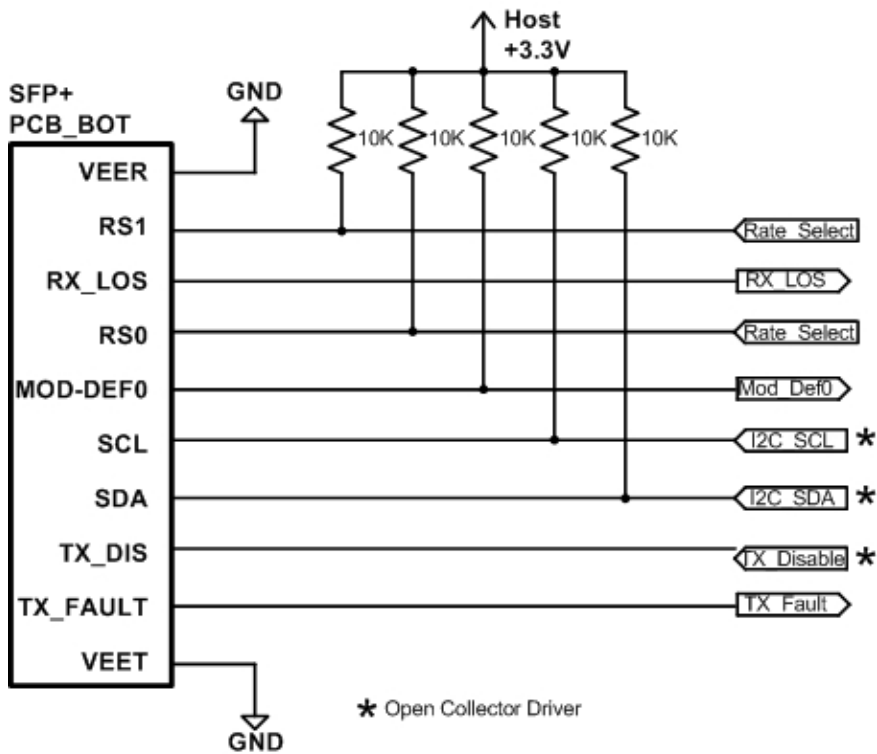 Host
+3.3V
SFP+
PCB_BOT
GND
10K 10K 10K 10K 10K
VEER
RS1 Rate_Select
RX_LOS RX_LOS
RS0 Rate_Select
MOD-DEF0 Mod_Def0
SCL I2C_SCL *
SDA I2C_SDA *
TX_DIS TX_Disable *
TX_FAULT TX_Fault
VEET
* Open Collector Driver
GND